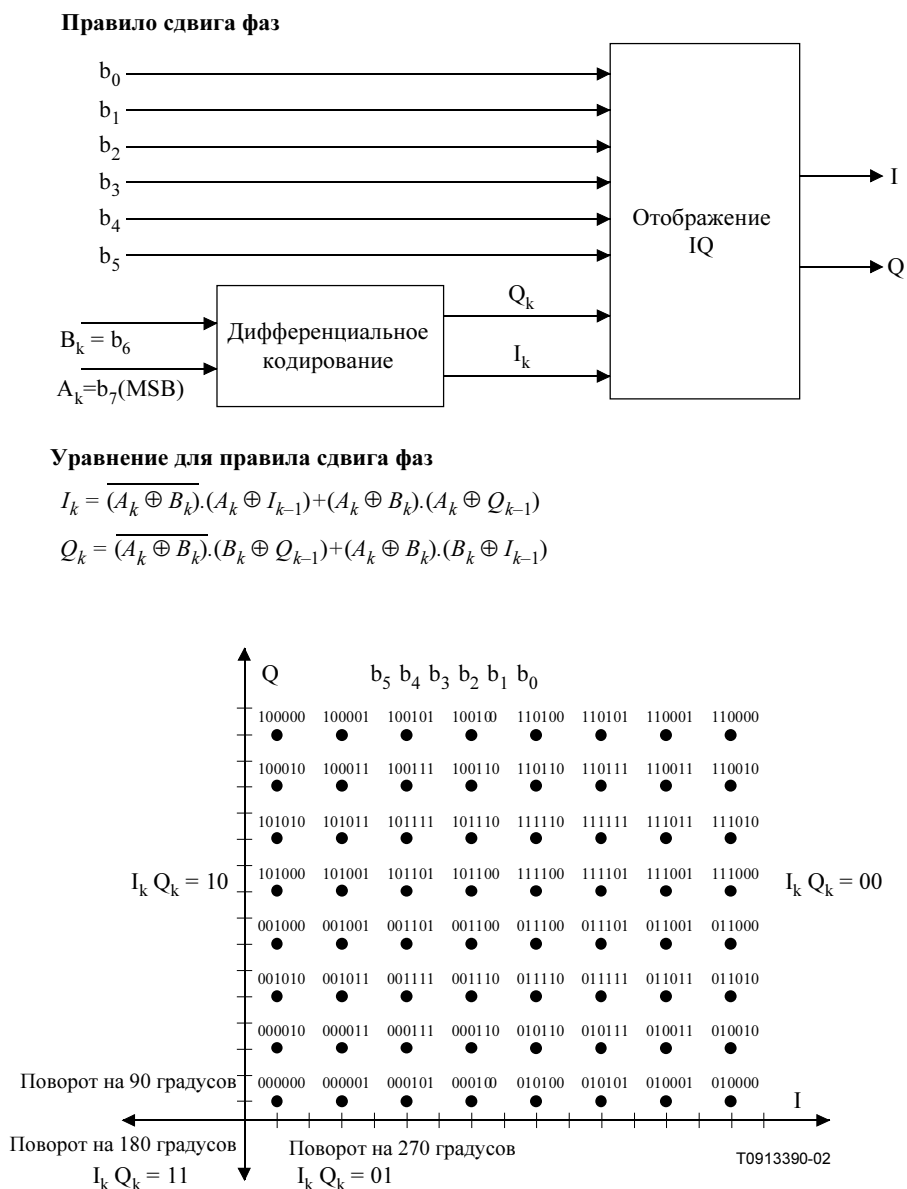 Правило сдвига фаз
b0
b1
b2
b3
b4
b5
Отображение
IQ
I
Q
Bk = b6
Ak=b7(MSB)
Дифференциальное
кодирование
Qk
Ik
Уравнение для правила сдвига фаз
Ik = \overline{(Ak ⊕ Bk)}.(Ak ⊕ Ik–1)+(Ak ⊕ Bk).(Ak ⊕ Qk–1)
Qk = \overline{(Ak ⊕ Bk)}.(Bk ⊕ Qk–1)+(Ak ⊕ Bk).(Bk ⊕ Ik–1)
Q b5 b4 b3 b2 b1 b0
100000 100001 100101 100100 110100 110101 110001 110000
100010 100011 100111 100110 110110 110111 110011 110010
101010 101011 101111 101110 111110 111111 111011 111010
Ik Qk = 10 101000 101001 101101 101100 111100 111101 111001 111000 Ik Qk = 00
001000 001001 001101 001100 011100 011101 011001 011000
001010 001011 001111 001110 011110 011111 011011 011010
000010 000011 000111 000110 010110 010111 010011 010010
Поворот на 90 градусов 000000 000001 000101 000100 010100 010101 010001 010000 I
Поворот на 180 градусов Поворот на 270 градусов
Ik Qk = 11 Ik Qk = 01
T0913390-02